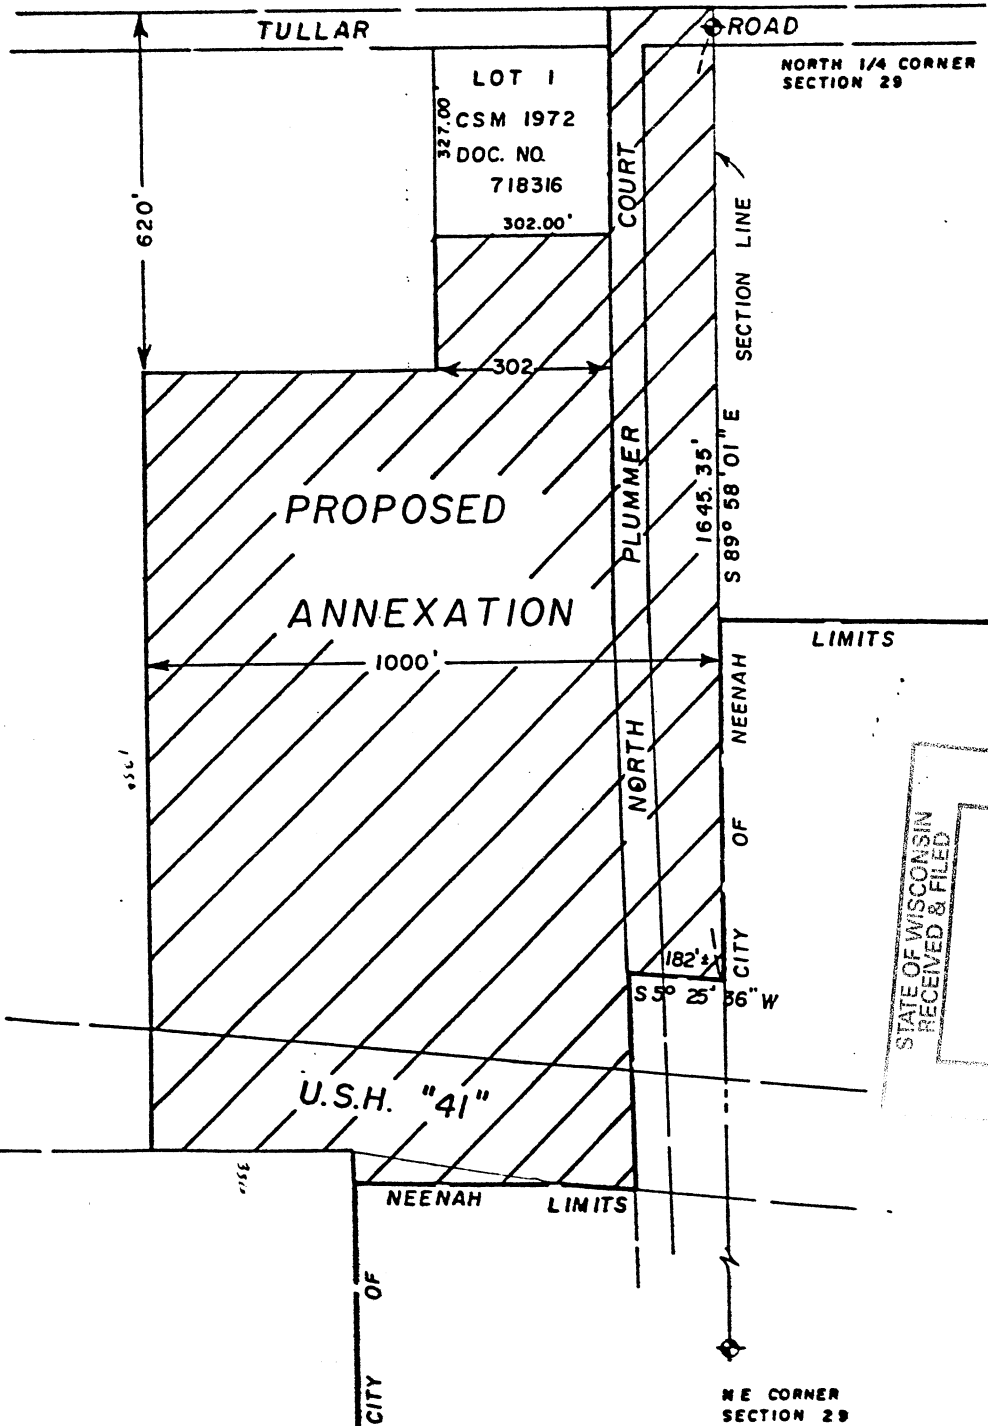 TULLAR ROAD
NORTH 1/4 CORNER
SECTION 29
LOT 1
CSM 1972
DOC. NO.
718316
327.00'
302.00'
620'
COURT
SECTION LINE
302
PLUMMER
1645.35'
S 89° 58' 01" E
PROPOSED
ANNEXATION
1000'
LIMITS
NEENAH
NORTH
OF
CITY
182'±
S 5° 25' 36" W
STATE OF WISCONSIN
RECEIVED & FILED
U.S.H. "41"
NEENAH LIMITS
OF
CITY
NE CORNER
SECTION 29